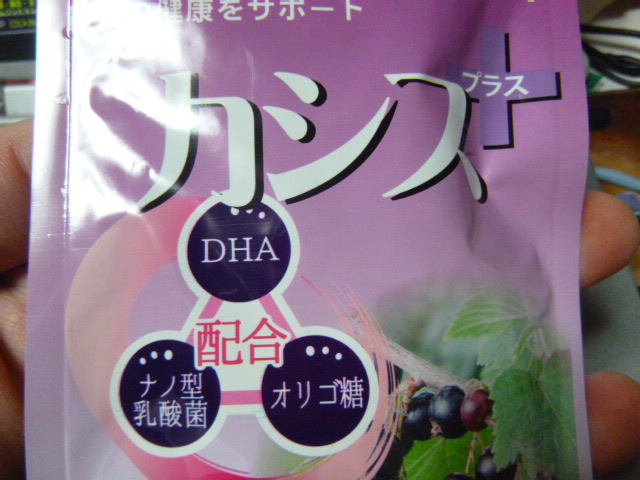 健康をサポート
カシス
プラス
DHA
配合
ナノ型
乳酸菌
オリゴ糖